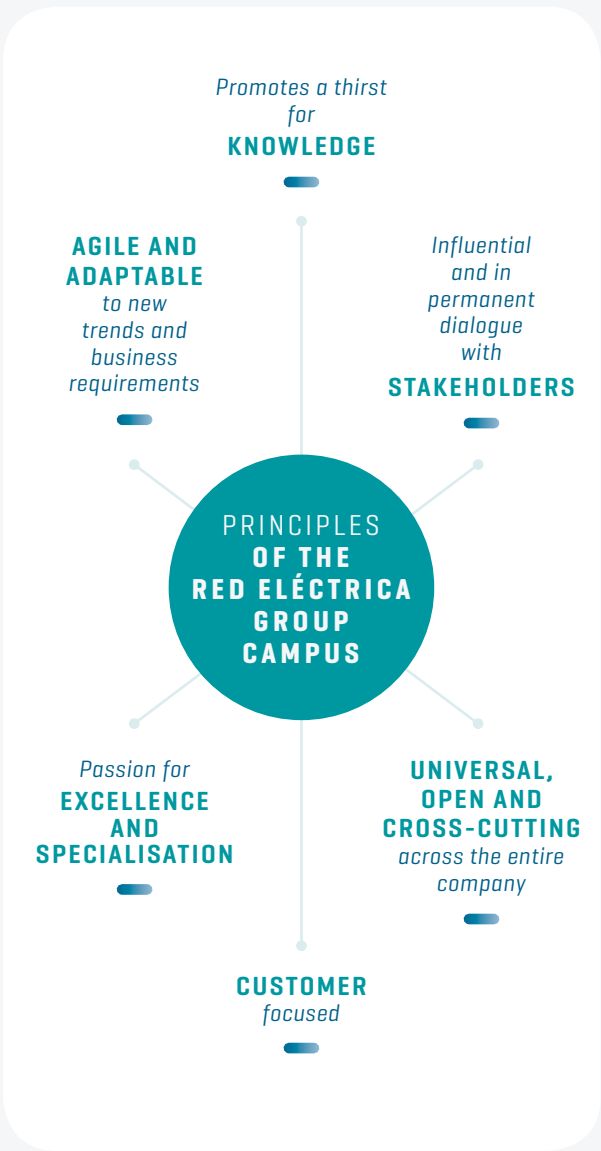 Promotes a thirst
for
KNOWLEDGE
AGILE AND
ADAPTABLE
to new
trends and
business
requirements
Influential
and in
permanent
dialogue
with
STAKEHOLDERS
PRINCIPLES
OF THE
RED ELÉCTRICA
GROUP
CAMPUS
Passion for
EXCELLENCE
AND
SPECIALISATION
UNIVERSAL,
OPEN AND
CROSS-CUTTING
across the entire
company
CUSTOMER
focused